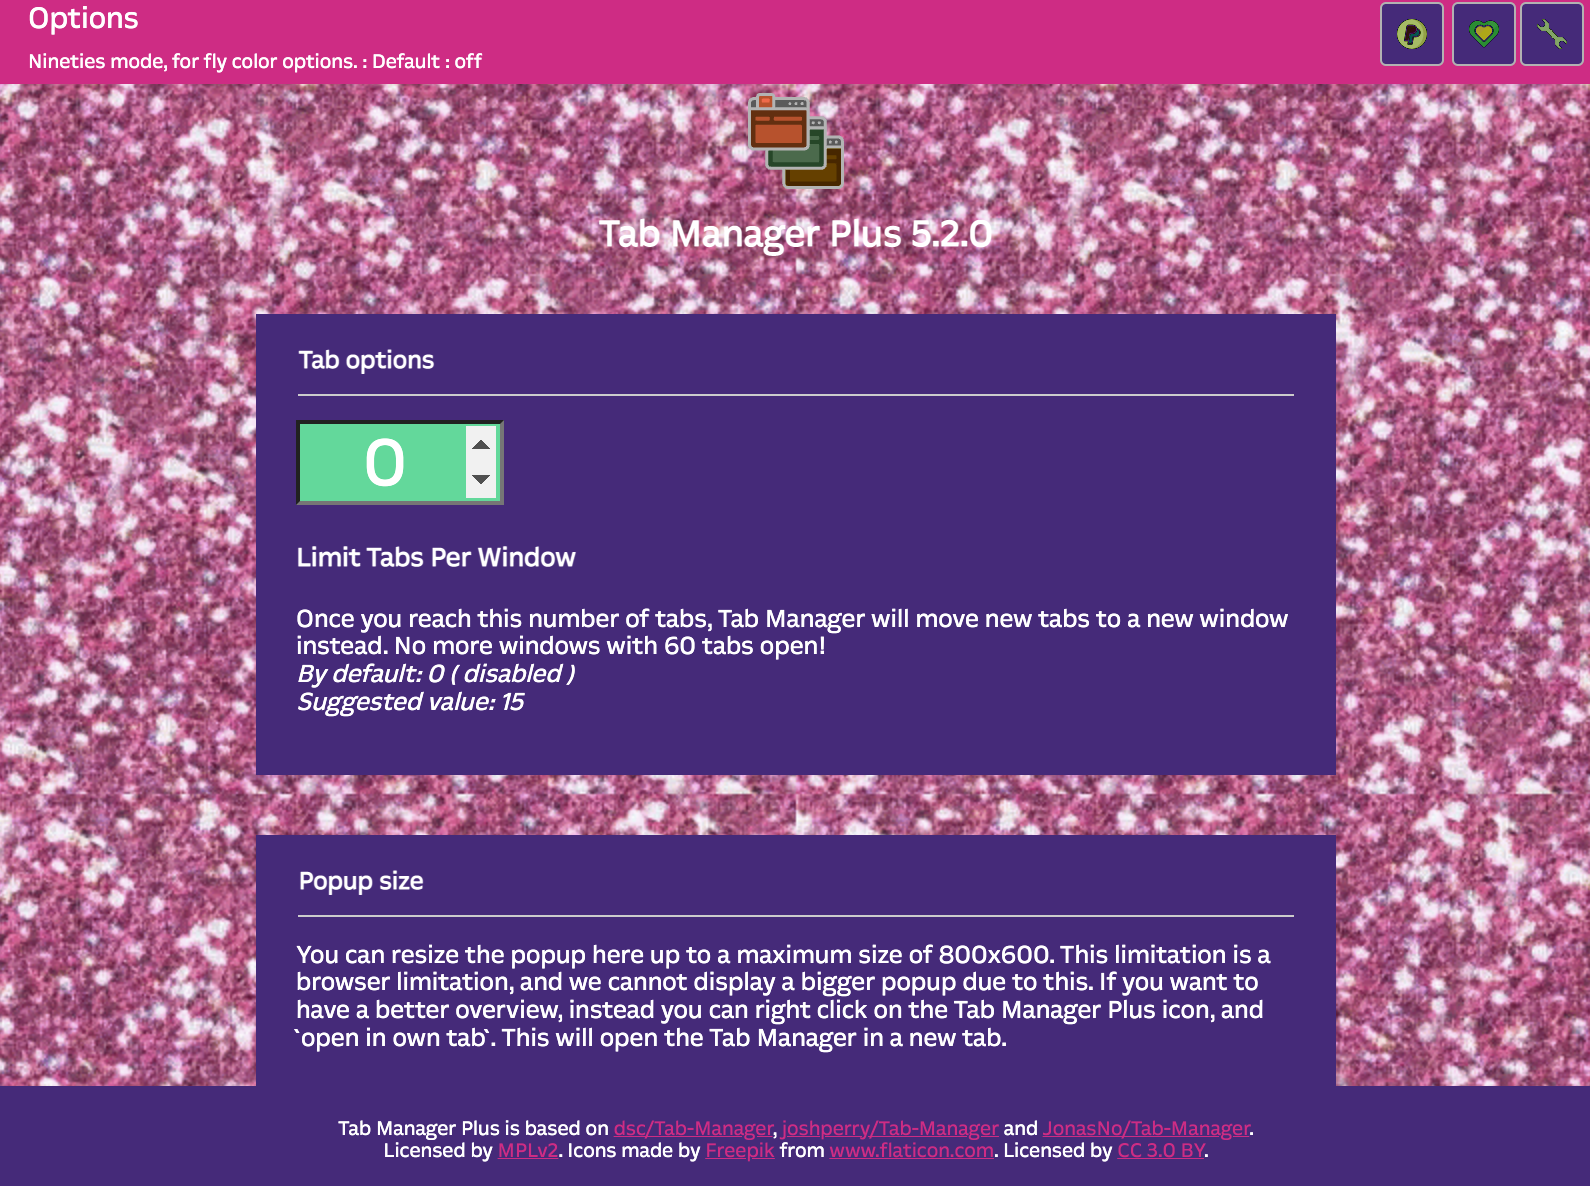 Options
Nineties mode, for fly color options. : Default : off
Tab Manager Plus 5.2.0
Tab options
0
Limit Tabs Per Window
Once you reach this number of tabs, Tab Manager will move new tabs to a new window
instead. No more windows with 60 tabs open!
By default: 0 ( disabled )
Suggested value: 15
Popup size
You can resize the popup here up to a maximum size of 800x600. This limitation is a
browser limitation, and we cannot display a bigger popup due to this. If you want to
have a better overview, instead you can right click on the Tab Manager Plus icon, and
`open in own tab`. This will open the Tab Manager in a new tab.
Tab Manager Plus is based on dsc/Tab-Manager, joshperry/Tab-Manager and JonasNo/Tab-Manager.
Licensed by MPLv2. Icons made by Freepik from www.flaticon.com. Licensed by CC 3.0 BY.